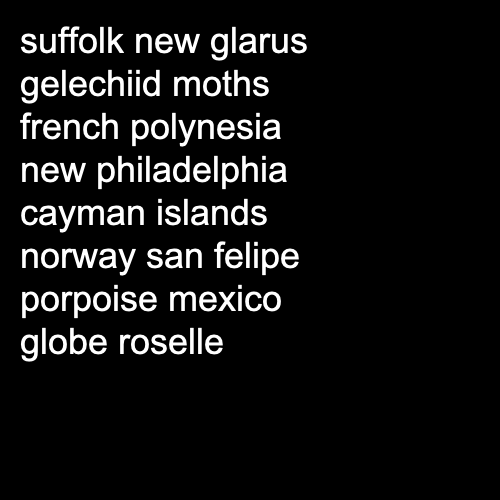 suffolk new glarus
gelechiid moths
french polynesia
new philadelphia
cayman islands
norway san felipe
porpoise mexico
globe roselle